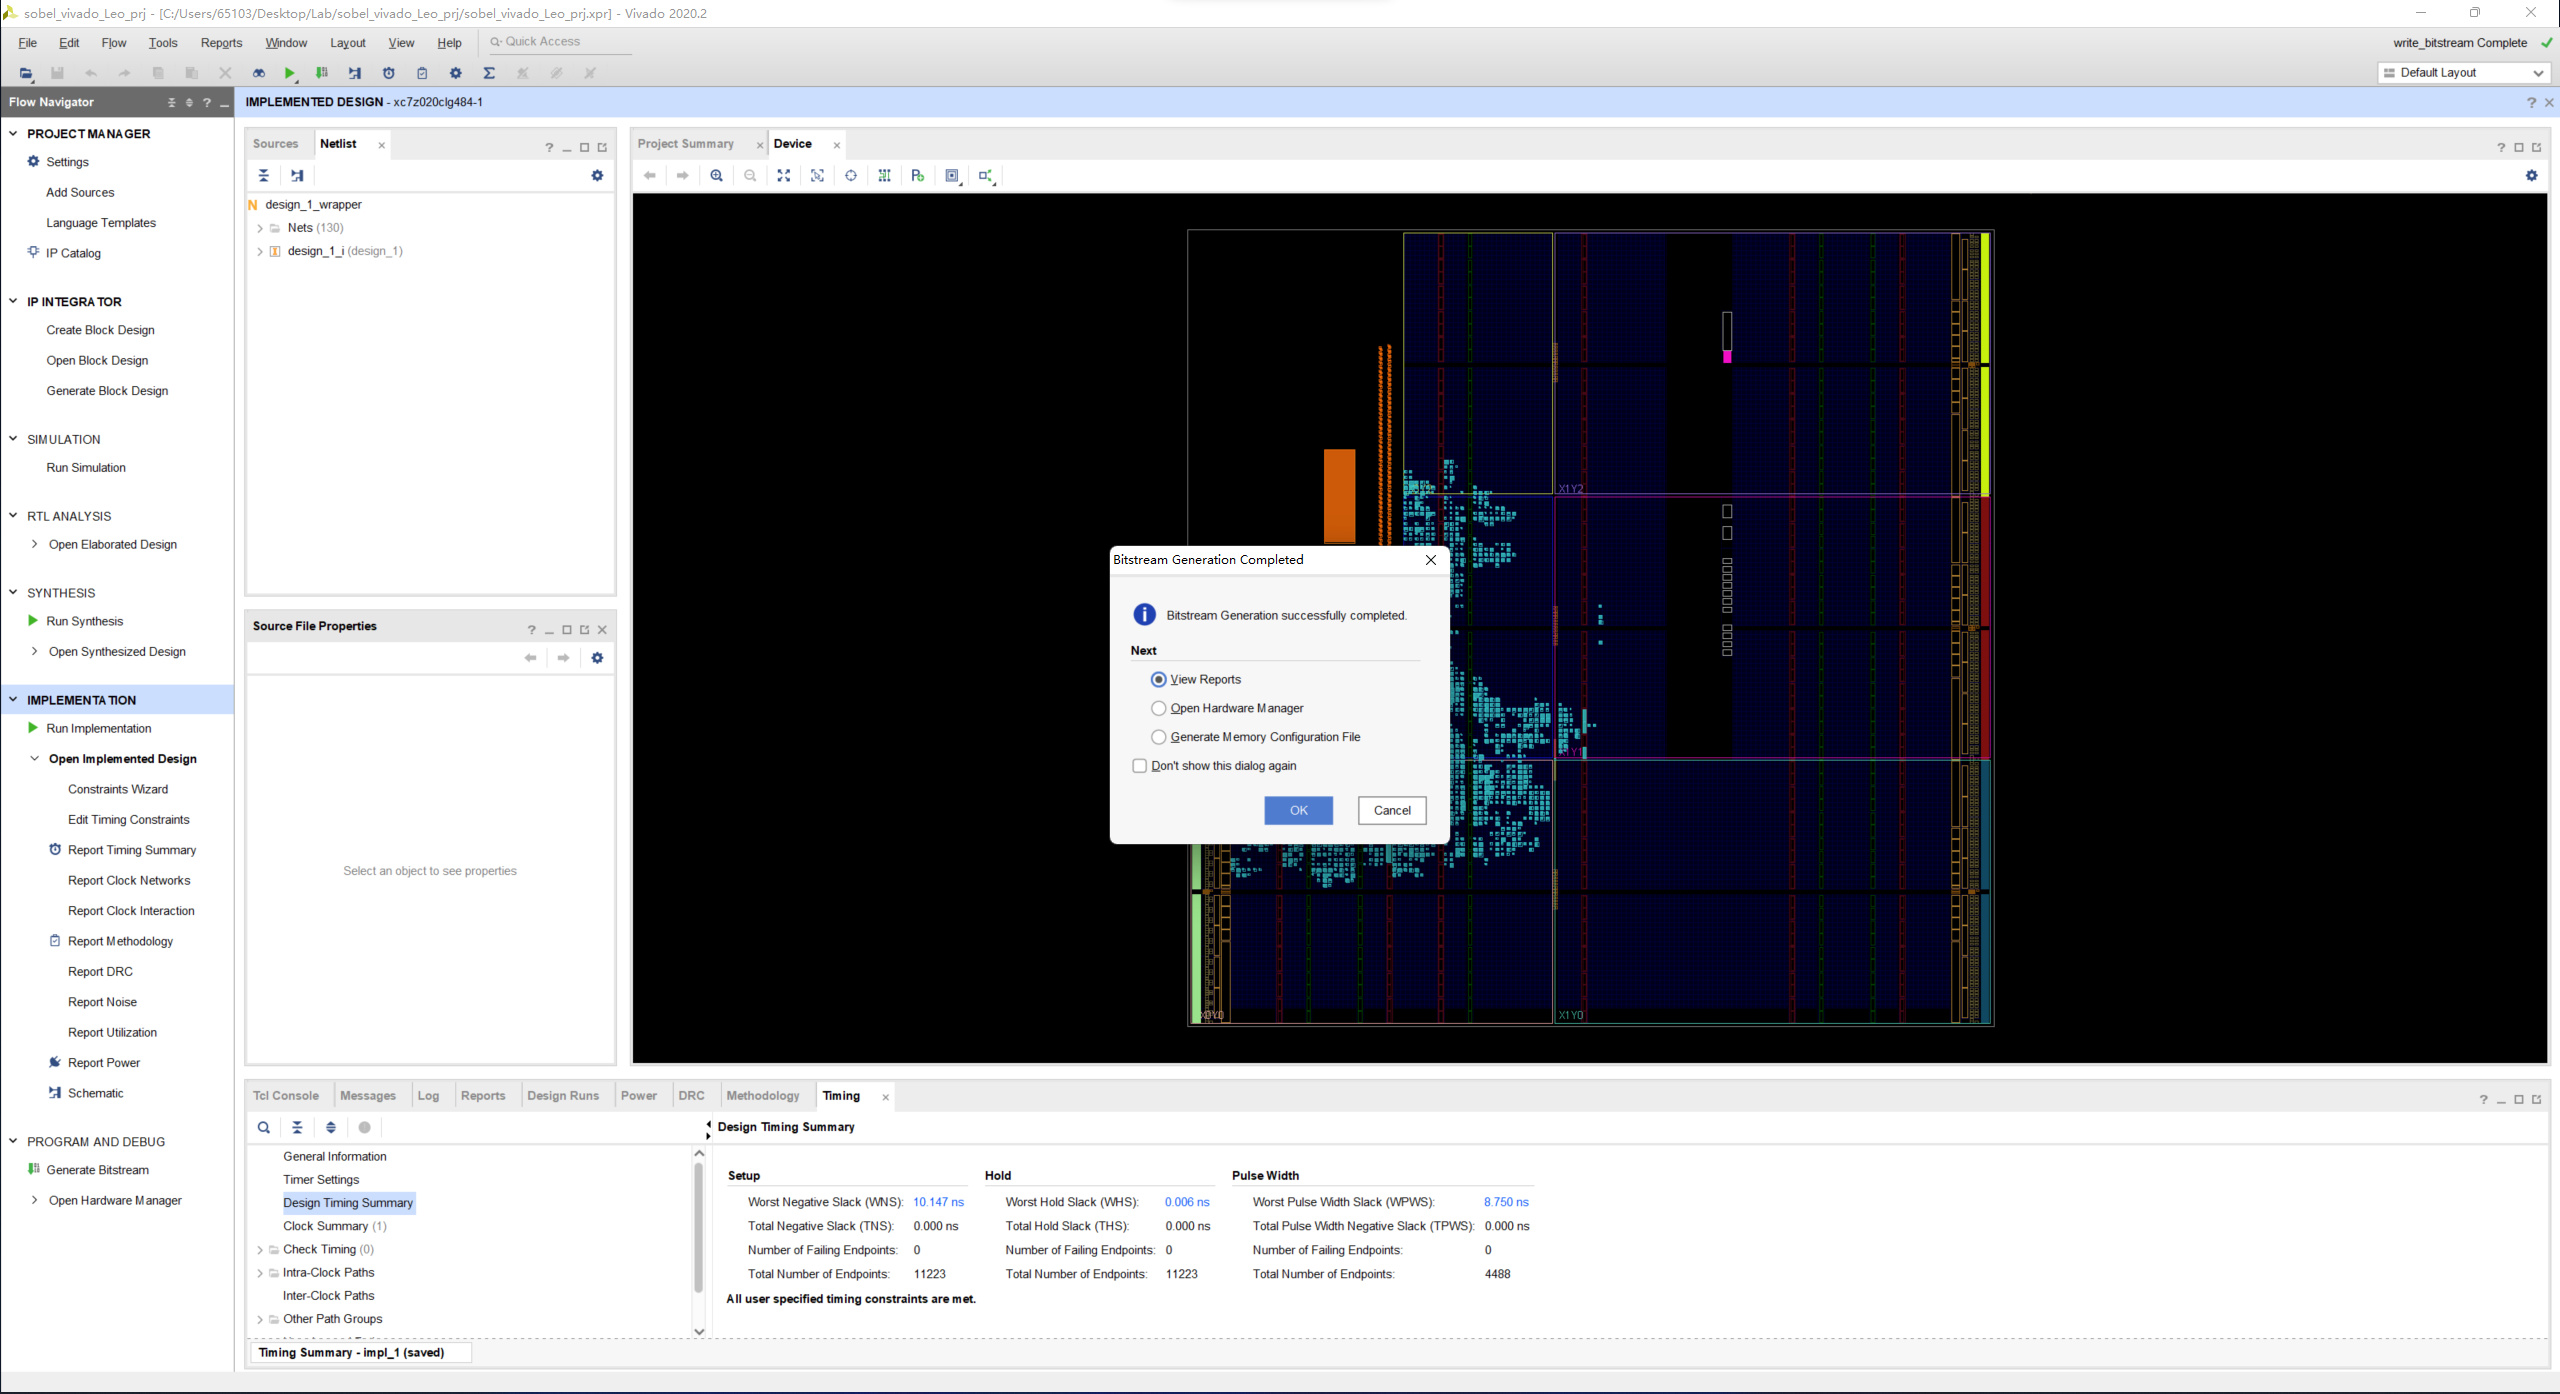 sobel_vivado_Leo_prj - [C:/Users/65103/Desktop/Lab/sobel_vivado_Leo_prj/sobel_vivado_Leo_prj.xpr] - Vivado 2020.2
File Edit Flow Tools Reports Window Layout View Help Quick Access
write_bitstream Complete
Default Layout
Flow Navigator
IMPLEMENTED DESIGN - xc7z020clg484-1
PROJECT MANAGER
Settings
Add Sources
Language Templates
IP Catalog
IP INTEGRATOR
Create Block Design
Open Block Design
Generate Block Design
SIMULATION
Run Simulation
RTL ANALYSIS
Open Elaborated Design
SYNTHESIS
Run Synthesis
Open Synthesized Design
IMPLEMENTATION
Run Implementation
Open Implemented Design
Constraints Wizard
Edit Timing Constraints
Report Timing Summary
Report Clock Networks
Report Clock Interaction
Report Methodology
Report DRC
Report Noise
Report Utilization
Report Power
Schematic
PROGRAM AND DEBUG
Generate Bitstream
Open Hardware Manager
Sources Netlist
design_1_wrapper
Nets (130)
design_1_i (design_1)
Source File Properties
Select an object to see properties
Project Summary Device
X1Y2
X0Y0
X1Y0
Bitstream Generation Completed
Bitstream Generation successfully completed.
Next
View Reports
Open Hardware Manager
Generate Memory Configuration File
Don't show this dialog again
OK Cancel
Tcl Console Messages Log Reports Design Runs Power DRC Methodology Timing
General Information
Timer Settings
Design Timing Summary
Clock Summary (1)
Check Timing (0)
Intra-Clock Paths
Inter-Clock Paths
Other Path Groups
Timing Summary - impl_1 (saved)
Design Timing Summary
Setup Hold Pulse Width
Worst Negative Slack (WNS): 10.147 ns Worst Hold Slack (WHS): 0.006 ns Worst Pulse Width Slack (WPWS): 8.750 ns
Total Negative Slack (TNS): 0.000 ns Total Hold Slack (THS): 0.000 ns Total Pulse Width Negative Slack (TPWS): 0.000 ns
Number of Failing Endpoints: 0 Number of Failing Endpoints: 0 Number of Failing Endpoints: 0
Total Number of Endpoints: 11223 Total Number of Endpoints: 11223 Total Number of Endpoints: 4488
All user specified timing constraints are met.